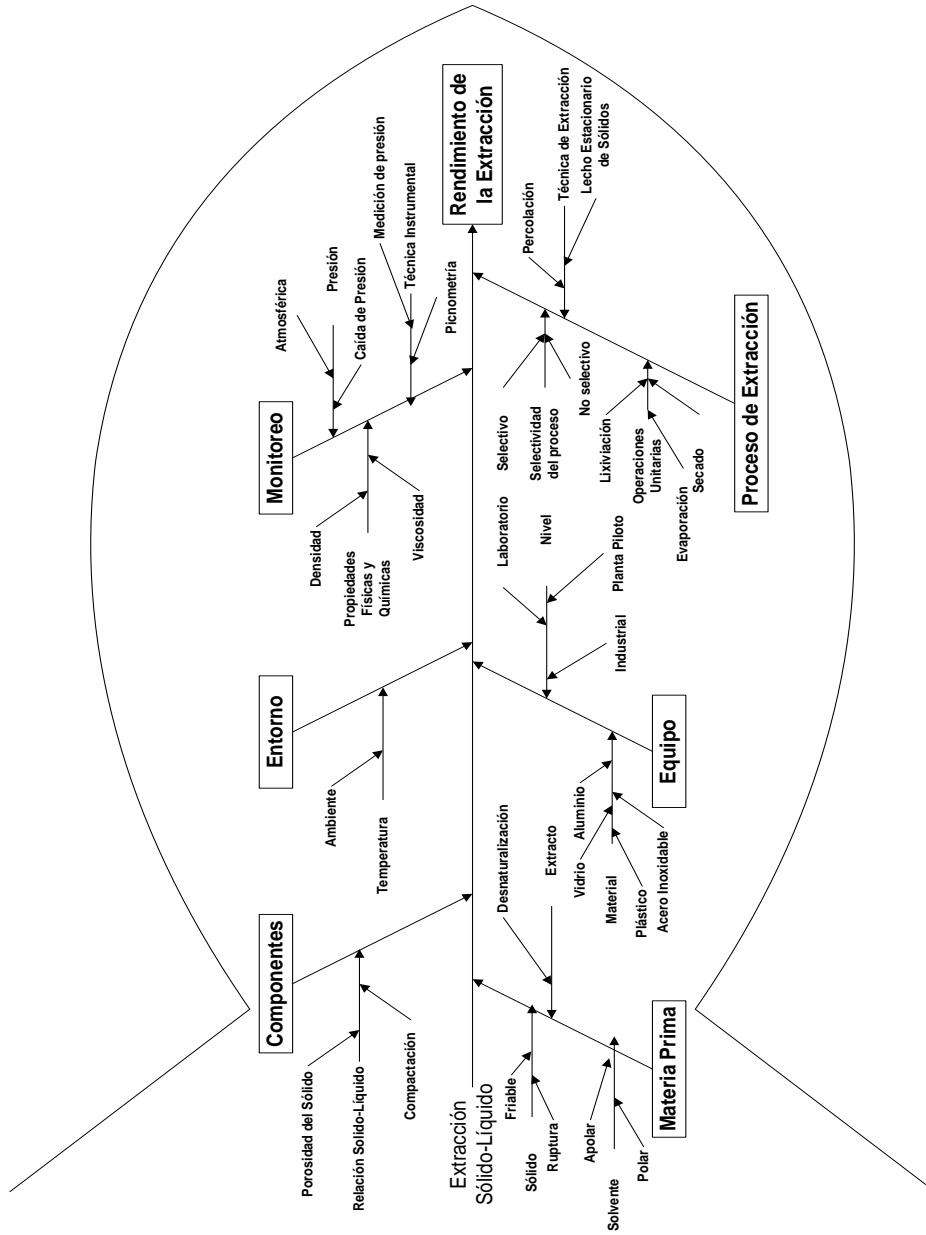 Componentes
Entorno
Monitoreo
Porosidad del Sólido
Relación Solido-Líquido
Compactación
Ambiente
Temperatura
Densidad
Propiedades
Físicas y
Químicas
Viscosidad
Atmosférica
Presión
Caída de Presión
Medición de presión
Técnica Instrumental
Picnometría
Extracción
Sólido-Líquido
Rendimiento de
la Extracción
Friable
Sólido
Ruptura
Apolar
Solvente
Polar
Desnaturalización
Extracto
Vidrio
Aluminio
Material
Plástico
Acero Inoxidable
Laboratorio
Nivel
Planta Piloto
Industrial
Selectivo
Selectividad
del proceso
No selectivo
Lixiviación
Operaciones
Unitarias
Evaporación
Secado
Percolación
Técnica de Extracción
Lecho Estacionario
de Sólidos
Materia Prima
Equipo
Proceso de Extracción